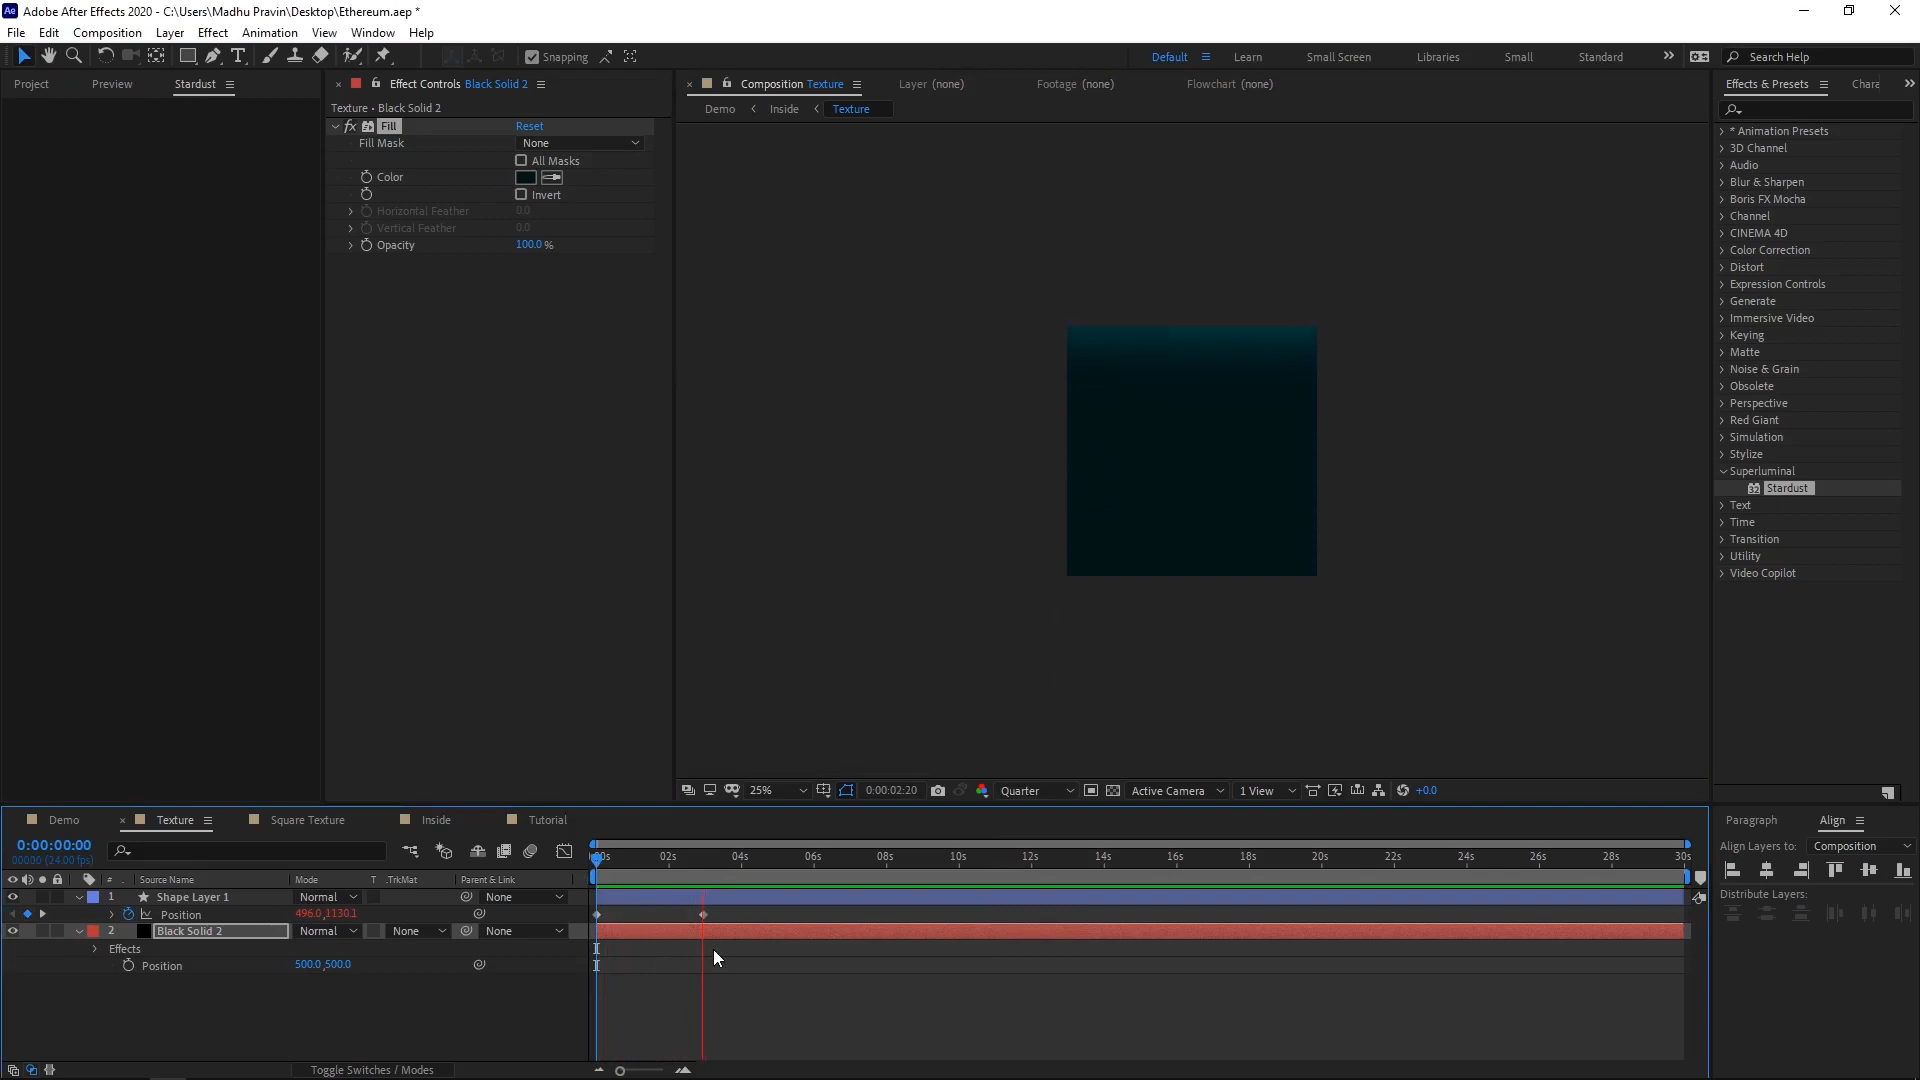 Ae Adobe After Effects 2020 - C:\Users\Madhu Pravin\Desktop\Ethereum.aep *
File Edit Composition Layer Effect Animation View Window Help
Snapping Default Learn Small Screen Libraries Small Standard Search Help
Project Preview Stardust
Effect Controls Black Solid 2
Composition Texture Layer (none) Footage (none) Flowchart (none)
Effects & Presets Chara
Texture • Black Solid 2
Demo Inside Texture
fx Fill Reset
Fill Mask None
All Masks
Color
Invert
Horizontal Feather 0.0
Vertical Feather 0.0
Opacity 100.0 %
* Animation Presets
3D Channel
Audio
Blur & Sharpen
Boris FX Mocha
Channel
CINEMA 4D
Color Correction
Distort
Expression Controls
Generate
Immersive Video
Keying
Matte
Noise & Grain
Obsolete
Perspective
Red Giant
Simulation
Stylize
Superluminal
32 Stardust
Text
Time
Transition
Utility
Video Copilot
25% 0:00:02:20 Quarter Active Camera 1 View +0.0
Demo Texture Square Texture Inside Tutorial
Paragraph Align
0:00:00:00
00000 (24.00 fps)
02s 04s 06s 08s 10s 12s 14s 16s 18s 20s 22s 24s 26s 28s 30s
Align Layers to: Composition
# Source Name Mode T .TrkMat Parent & Link
Distribute Layers:
1 Shape Layer 1 Normal None
Position 496.0,1130.1
2 Black Solid 2 Normal None None
Effects
Position 500.0,500.0
Toggle Switches / Modes